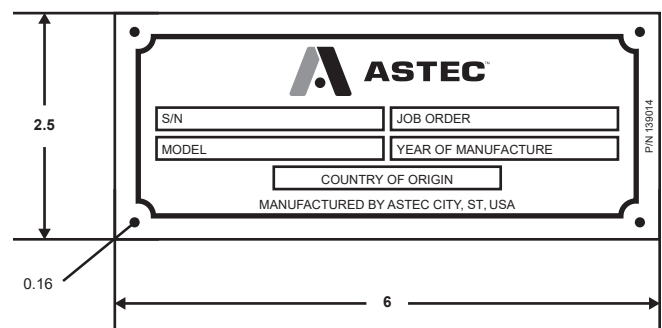 ASTEC™
2.5
S/N
JOB ORDER
MODEL
YEAR OF MANUFACTURE
P/N 139014
COUNTRY OF ORIGIN
MANUFACTURED BY ASTEC CITY, ST, USA
0.16
6